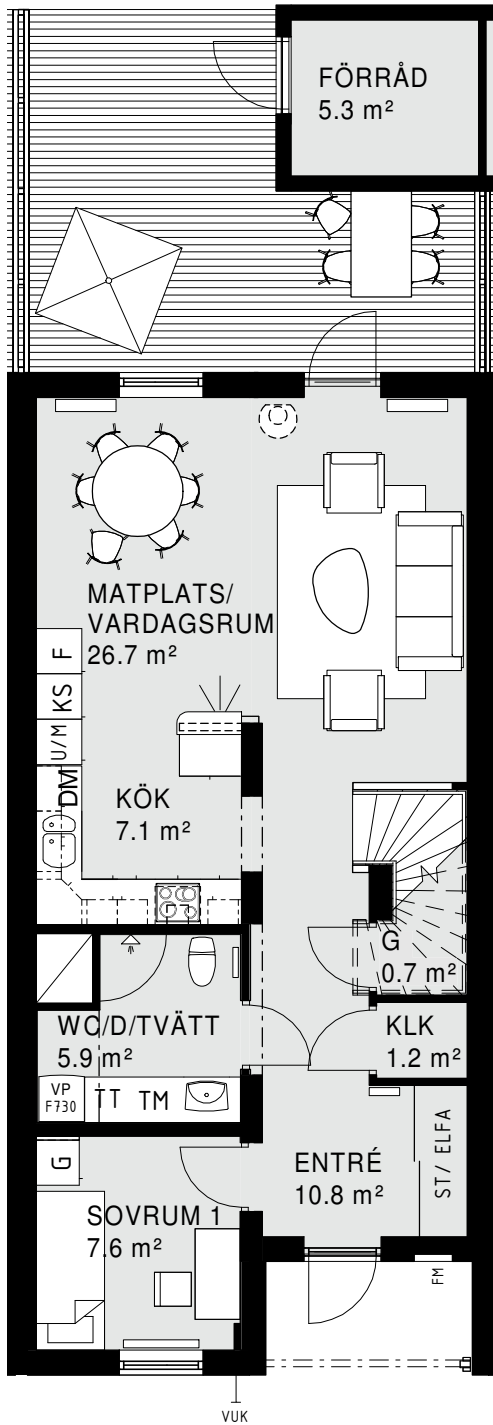 FÖRRÅD
5.3 m²
MATPLATS/
VARDAGSRUM
26.7 m²
F
KS
U/M
DM
KÖK
7.1 m²
G
0.7 m²
WC/D/TVÄTT
5.9 m²
KLK
1.2 m²
VP
F730
TT
TM
G
ENTRÉ
10.8 m²
ST/ ELFA
SOVRUM 1
7.6 m²
FM
VUK